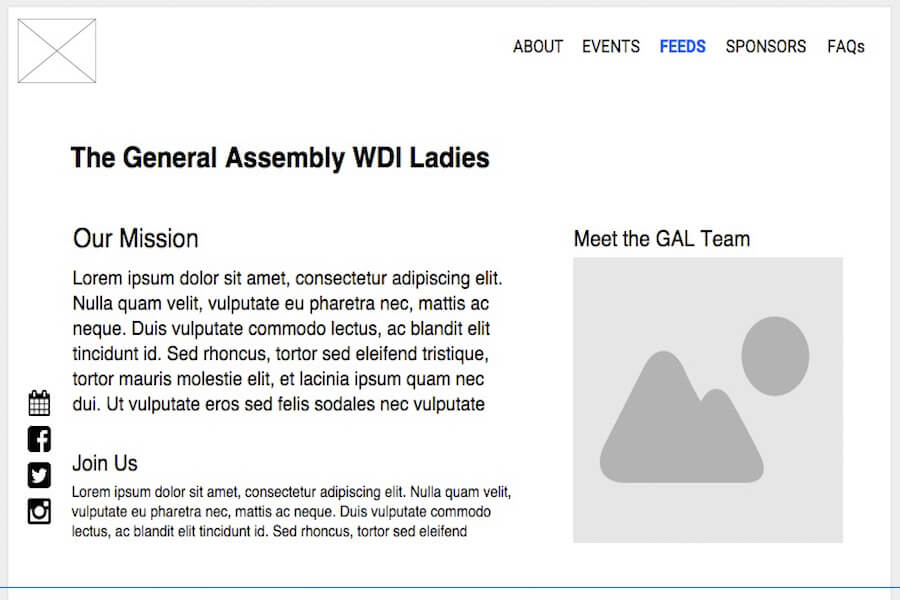 ABOUT EVENTS FEEDS SPONSORS FAQs
The General Assembly WDI Ladies
Our Mission
Lorem ipsum dolor sit amet, consectetur adipiscing elit.
Nulla quam velit, vulputate eu pharetra nec, mattis ac
neque. Duis vulputate commodo lectus, ac blandit elit
tincidunt id. Sed rhoncus, tortor sed eleifend tristique,
tortor mauris molestie elit, et lacinia ipsum quam nec
dui. Ut vulputate eros sed felis sodales nec vulputate
Join Us
Lorem ipsum dolor sit amet, consectetur adipiscing elit. Nulla quam velit,
vulputate eu pharetra nec, mattis ac neque. Duis vulputate commodo
lectus, ac blandit elit tincidunt id. Sed rhoncus, tortor sed eleifend
Meet the GAL Team